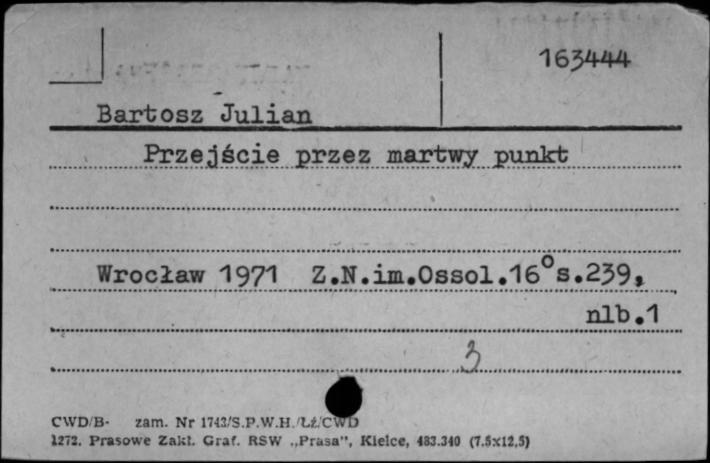 163444
Bartosz Julian
Przejście przez martwy punkt
Wrocław 1971 Z.N.im.Ossol.16° s.239,
nlb.1
3
CWD/B- zam. Nr 1743/S.P.W.H./Łź/CWD
1272. Prasowe Zakł. Graf. RSW „Prasa", Kielce, 483.340 (7.5x12,5)